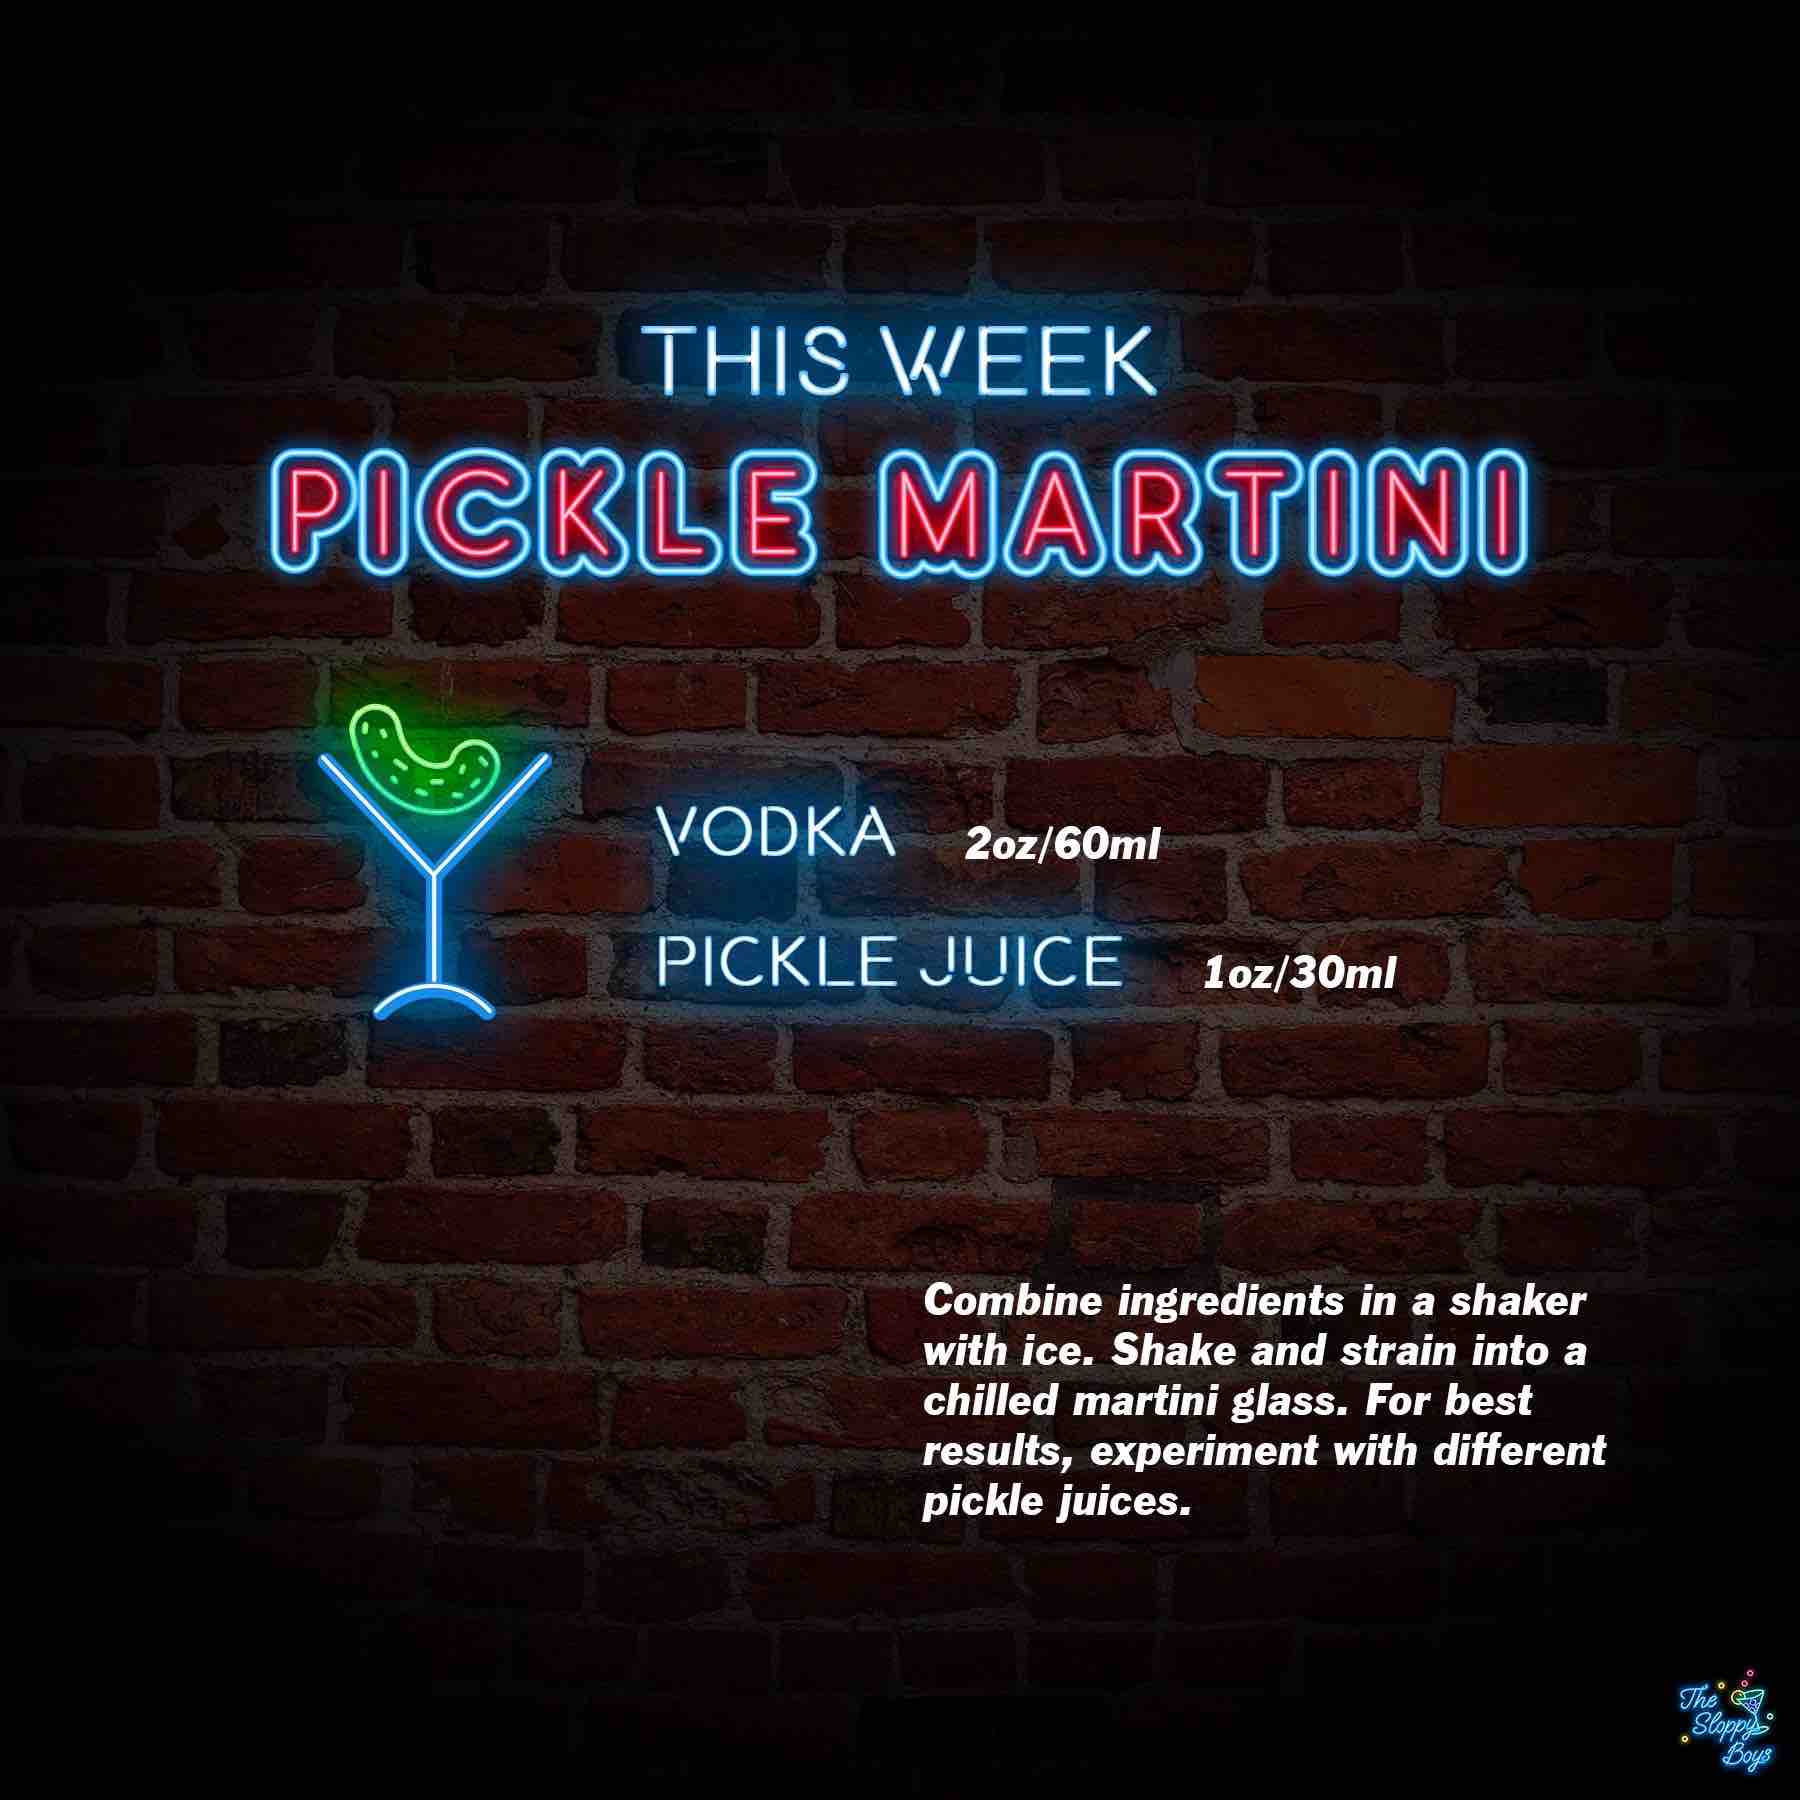 THIS WEEK
PICKLE MARTINI
VODKA 2oz/60ml
PICKLE JUICE 1oz/30ml
Combine ingredients in a shaker
with ice. Shake and strain into a
chilled martini glass. For best
results, experiment with different
pickle juices.
The
Sloppy
Boys